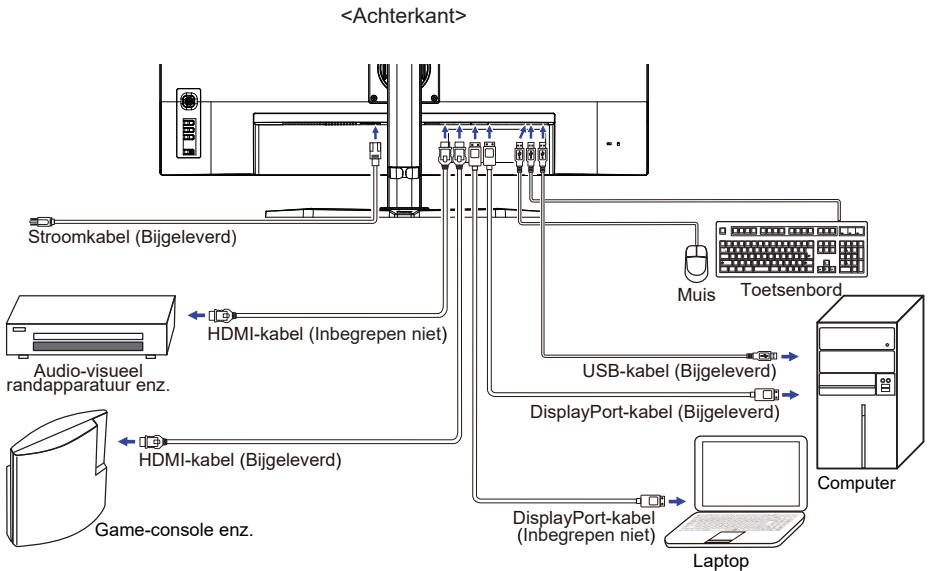 <Achterkant>
Stroomkabel (Bijgeleverd)
Muis
Toetsenbord
HDMI-kabel (Inbegrepen niet)
Audio-visueel
randapparatuur enz.
USB-kabel (Bijgeleverd)
DisplayPort-kabel (Bijgeleverd)
HDMI-kabel (Bijgeleverd)
Computer
Game-console enz.
DisplayPort-kabel
(Inbegrepen niet)
Laptop